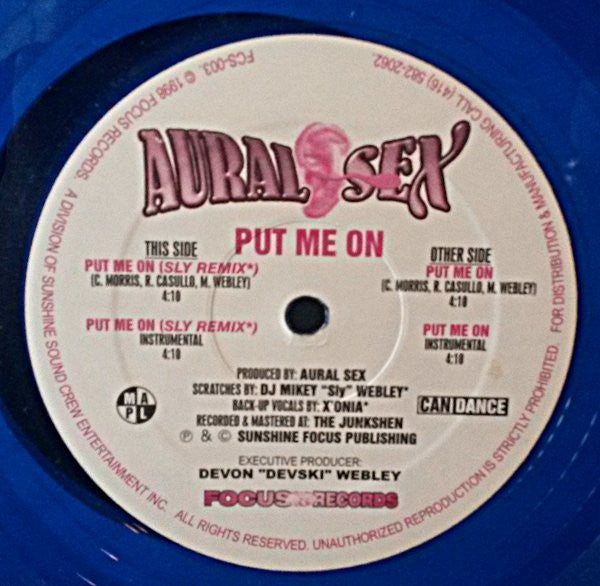 AURAL SEX
PUT ME ON
THIS SIDE
PUT ME ON (SLY REMIX*)
(C. MORRIS, R. CASULLO, M. WEBLEY)
4:10
PUT ME ON (SLY REMIX*)
INSTRUMENTAL
4:10
OTHER SIDE
PUT ME ON
(C. MORRIS, R. CASULLO, M. WEBLEY)
4:10
PUT ME ON
INSTRUMENTAL
4:10
PRODUCED BY: AURAL SEX
SCRATCHES BY: DJ MIKEY "Sly" WEBLEY*
BACK-UP VOCALS BY: X'ONIA*
RECORDED & MASTERED AT: THE JUNKSHEN
℗ & © SUNSHINE FOCUS PUBLISHING
MAPL
CAN DANCE
EXECUTIVE PRODUCER:
DEVON "DEVSKI" WEBLEY
FOCUS RECORDS
FCS-003. © 1998 FOCUS RECORDS. A DIVISION OF SUNSHINE SOUND CREW ENTERTAINMENT INC. ALL RIGHTS RESERVED. UNAUTHORIZED REPRODUCTION IS STRICTLY PROHIBITED. FOR DISTRIBUTION & MANUFACTURING CALL (416) 582-2062.